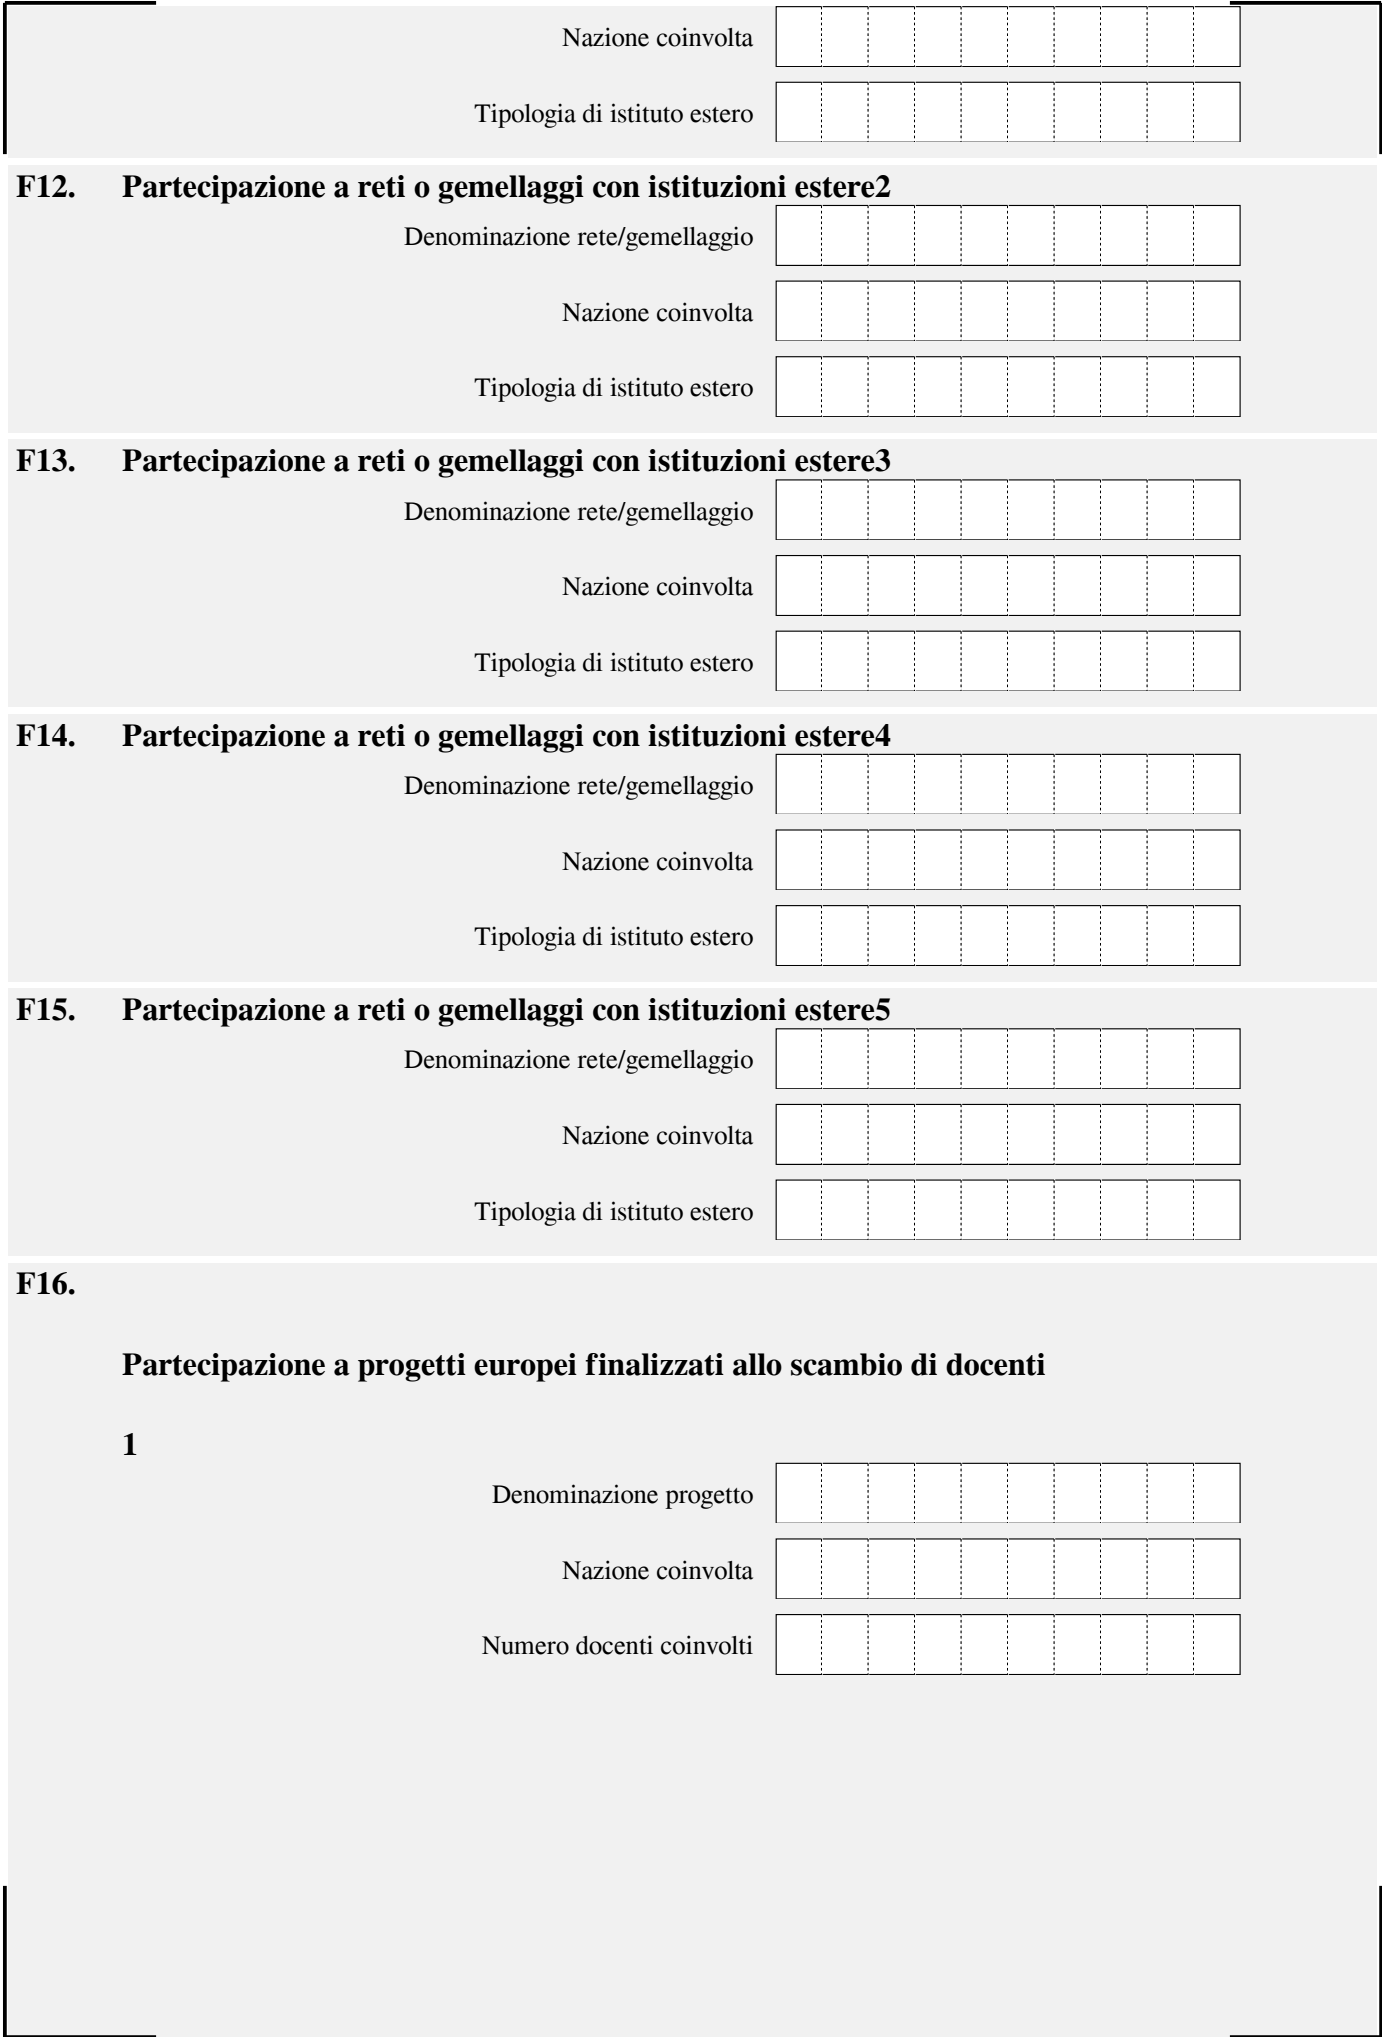 Nazione coinvolta
Tipologia di istituto estero
F12. Partecipazione a reti o gemellaggi con istituzioni estere2
Denominazione rete/gemellaggio
Nazione coinvolta
Tipologia di istituto estero
F13. Partecipazione a reti o gemellaggi con istituzioni estere3
Denominazione rete/gemellaggio
Nazione coinvolta
Tipologia di istituto estero
F14. Partecipazione a reti o gemellaggi con istituzioni estere4
Denominazione rete/gemellaggio
Nazione coinvolta
Tipologia di istituto estero
F15. Partecipazione a reti o gemellaggi con istituzioni estere5
Denominazione rete/gemellaggio
Nazione coinvolta
Tipologia di istituto estero
F16.
Partecipazione a progetti europei finalizzati allo scambio di docenti
1
Denominazione progetto
Nazione coinvolta
Numero docenti coinvolti